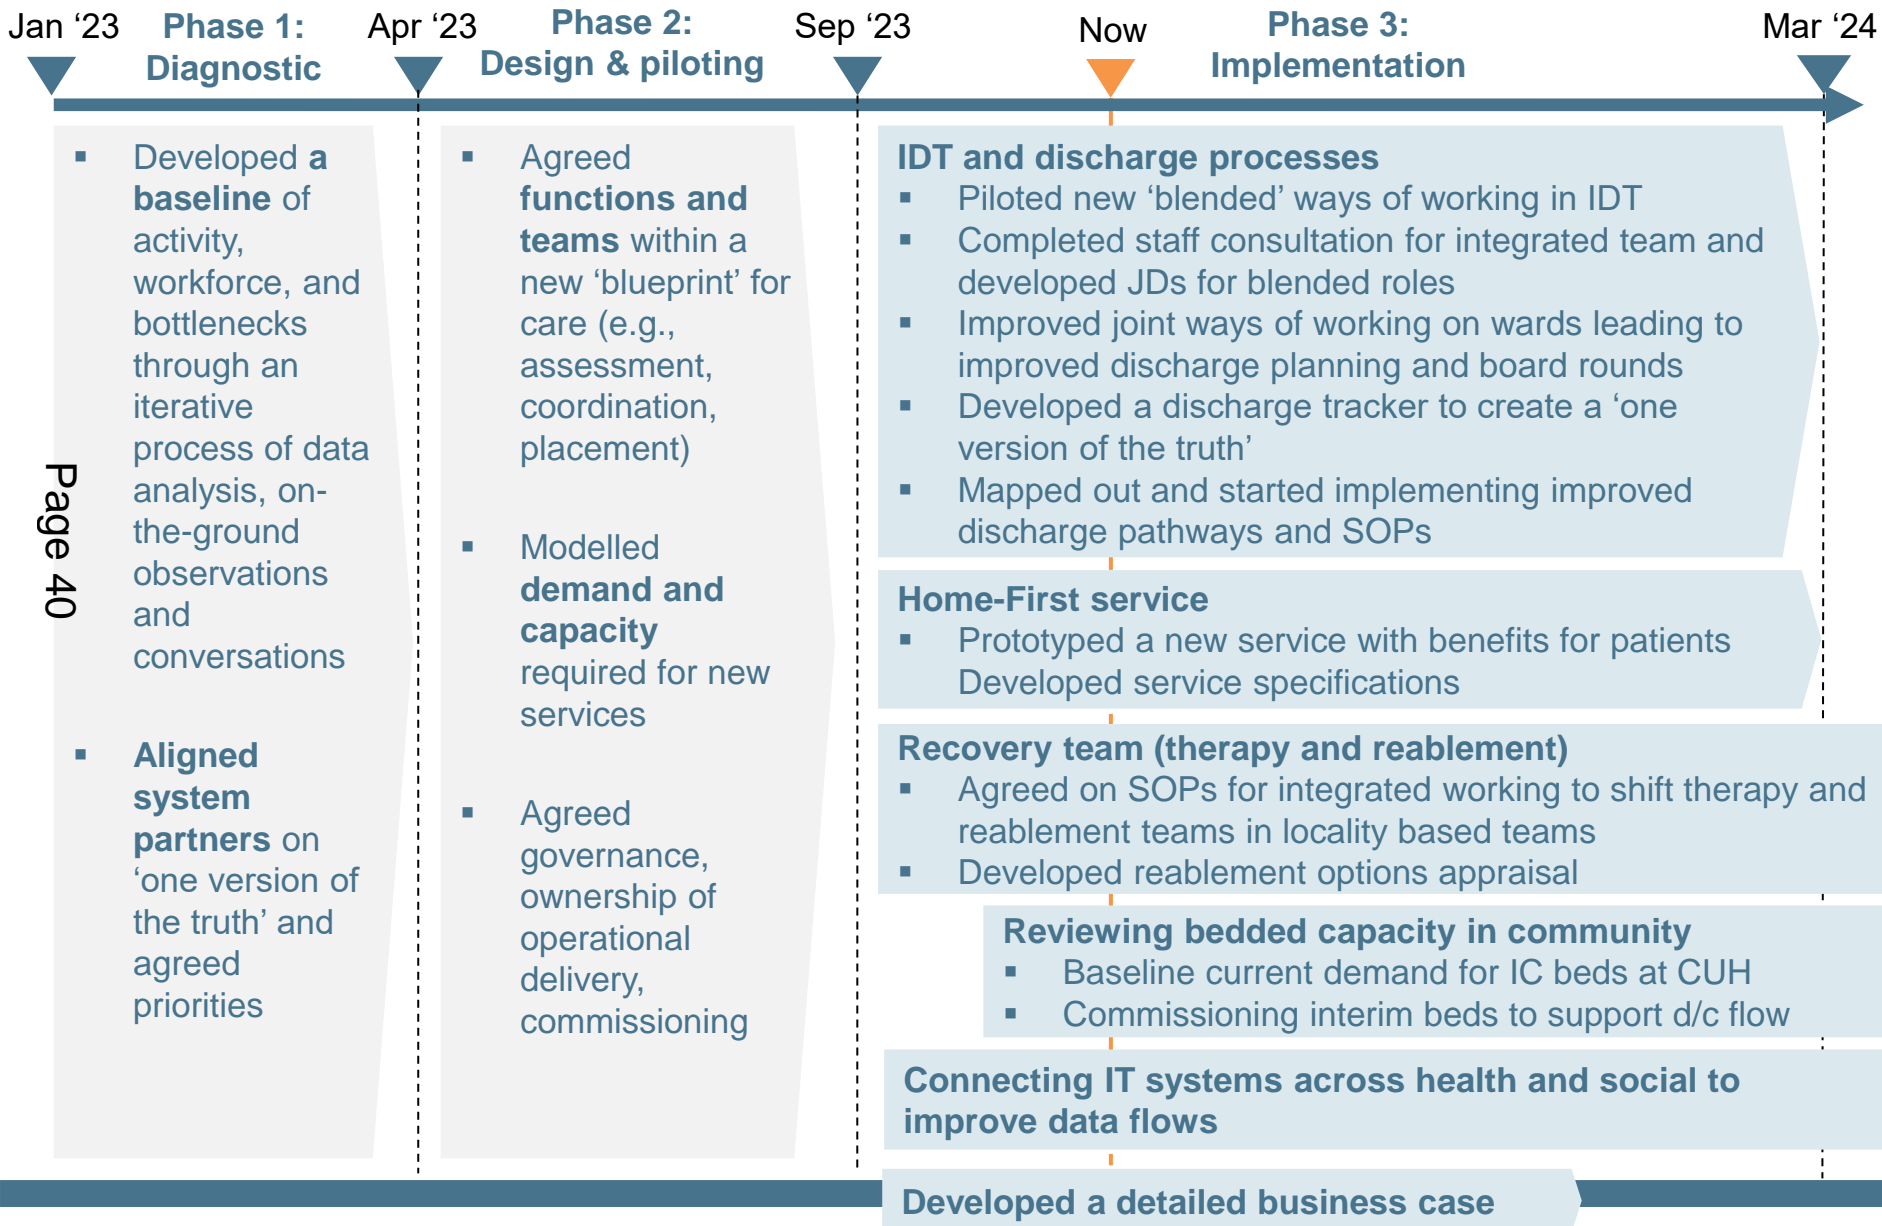 Jan ‘23
Phase 1:
Diagnostic
Apr ‘23
Phase 2:
Design & piloting
Sep ‘23
Now
Phase 3:
Implementation
Mar ‘24
▪ Developed a
baseline of
activity,
workforce, and
bottlenecks
through an
iterative
process of data
analysis, on-
the-ground
observations
and
conversations
▪ Aligned
system
partners on
‘one version of
the truth’ and
agreed
priorities
▪ Agreed
functions and
teams within a
new ‘blueprint’ for
care (e.g.,
assessment,
coordination,
placement)
▪ Modelled
demand and
capacity
required for new
services
▪ Agreed
governance,
ownership of
operational
delivery,
commissioning
IDT and discharge processes
▪ Piloted new ‘blended’ ways of working in IDT
▪ Completed staff consultation for integrated team and
developed JDs for blended roles
▪ Improved joint ways of working on wards leading to
improved discharge planning and board rounds
▪ Developed a discharge tracker to create a ‘one
version of the truth’
▪ Mapped out and started implementing improved
discharge pathways and SOPs
Home-First service
▪ Prototyped a new service with benefits for patients
Developed service specifications
Recovery team (therapy and reablement)
▪ Agreed on SOPs for integrated working to shift therapy and
reablement teams in locality based teams
▪ Developed reablement options appraisal
Reviewing bedded capacity in community
▪ Baseline current demand for IC beds at CUH
▪ Commissioning interim beds to support d/c flow
Connecting IT systems across health and social to
improve data flows
Developed a detailed business case
Page 40